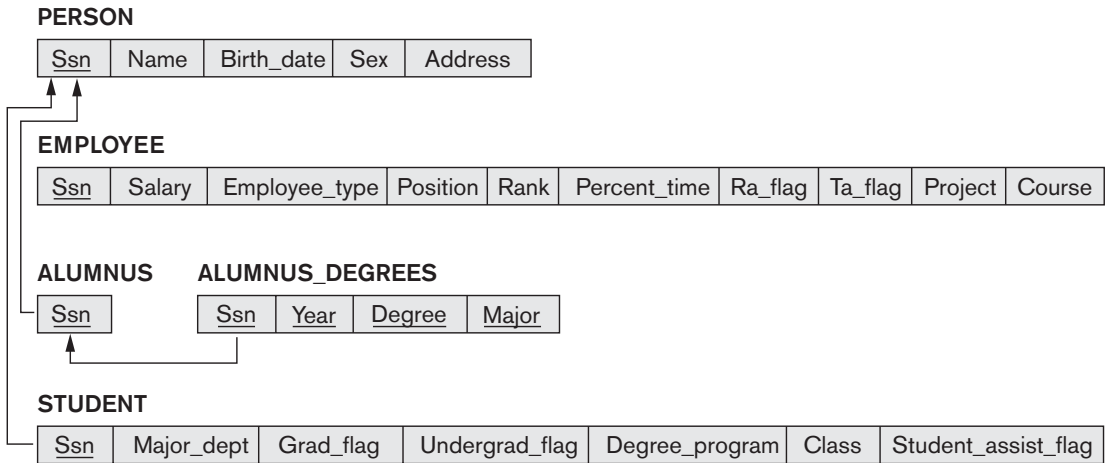 PERSON
Ssn Name Birth_date Sex Address
EMPLOYEE
Ssn Salary Employee_type Position Rank Percent_time Ra_flag Ta_flag Project Course
ALUMNUS ALUMNUS_DEGREES
Ssn Ssn Year Degree Major
STUDENT
Ssn Major_dept Grad_flag Undergrad_flag Degree_program Class Student_assist_flag